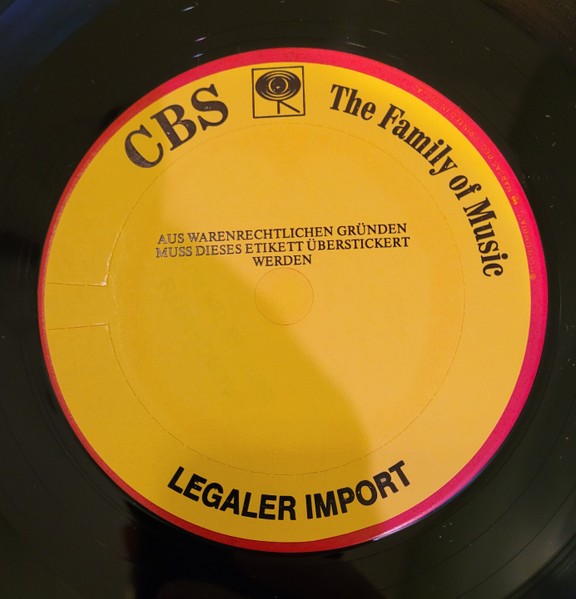 CBS
The Family of Music
AUS WARENRECHTLICHEN GRÜNDEN
MUSS DIESES ETIKETT ÜBERSTICKERT
WERDEN
LEGALER IMPORT